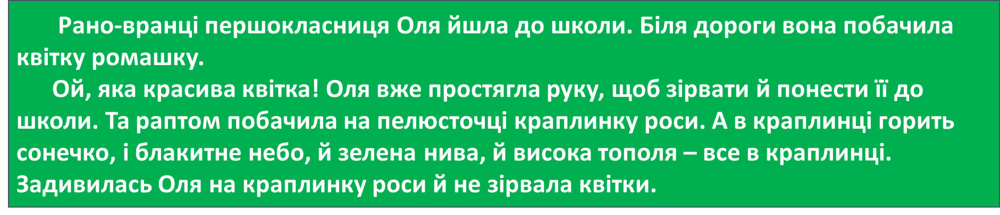 Рано-вранці першокласниця Оля йшла до школи. Біля дороги вона побачила
квітку ромашку.
Ой, яка красива квітка! Оля вже простягла руку, щоб зірвати й понести її до
школи. Та раптом побачила на пелюсточці краплинку роси. А в краплинці горить
сонечко, і блакитне небо, й зелена нива, й висока тополя – все в краплинці.
Задивилась Оля на краплинку роси й не зірвала квітки.